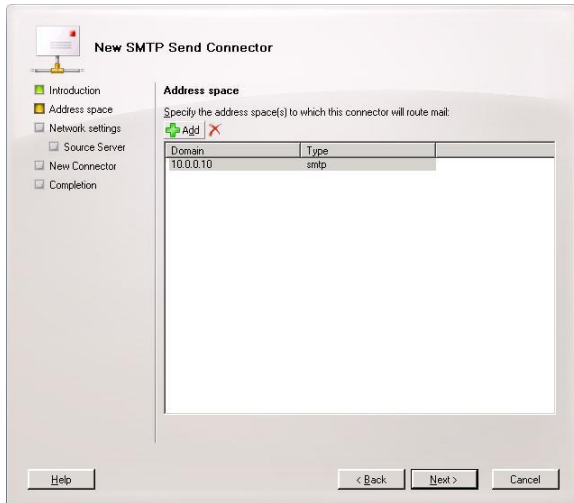 New SMTP Send Connector
Introduction
Address space
Network settings
Source Server
New Connector
Completion
Address space
Specify the address space(s) to which this connector will route mail:
Add
Domain Type
10.0.0.10 smtp
Help
< Back
Next >
Cancel